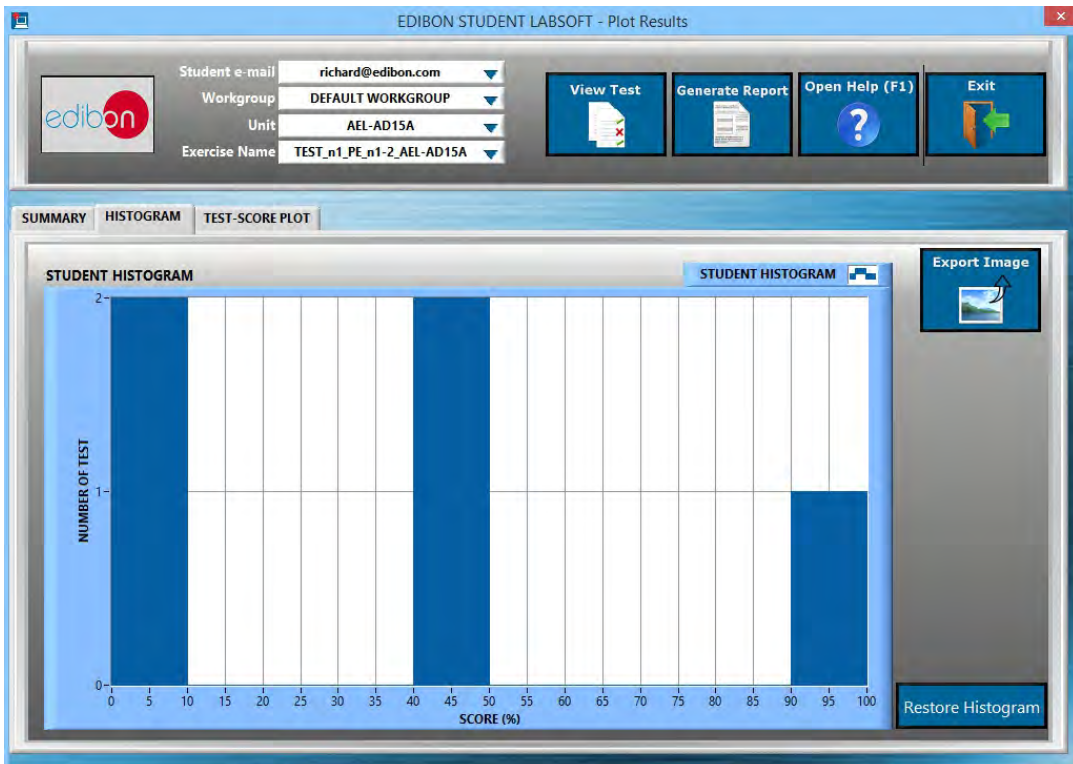 EDIBON STUDENT LABSOFT - Plot Results
edibon
Student e-mail richard@edibon.com
Workgroup DEFAULT WORKGROUP
Unit AEL-AD15A
Exercise Name TEST_n1_PE_n1-2_AEL-AD15A
View Test
Generate Report
Open Help (F1)
Exit
SUMMARY HISTOGRAM TEST-SCORE PLOT
STUDENT HISTOGRAM
STUDENT HISTOGRAM
Export Image
NUMBER OF TEST
2
1
0
0 5 10 15 20 25 30 35 40 45 50 55 60 65 70 75 80 85 90 95 100
SCORE (%)
Restore Histogram